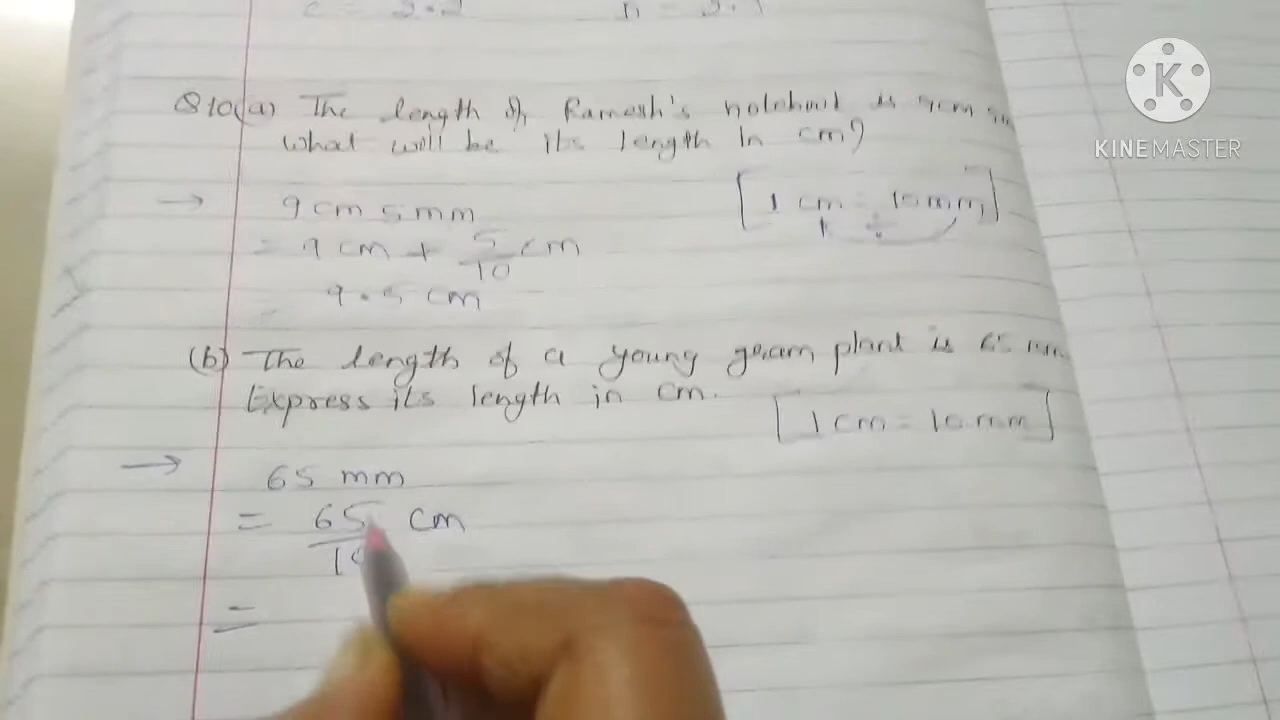 Q10(a) The length of Ramesh's notebook is 9cm 5m
what will be its length in cm?
→ 9 cm 5 mm
[1 cm = 10 mm]
= 9 cm + 5/10 cm
9.5 cm
(b) The length of a young gram plant is 65 mm.
Express its length in cm.
[1 cm = 10 mm]
→ 65 mm
= 65/10 cm
=
K
KINEMASTER